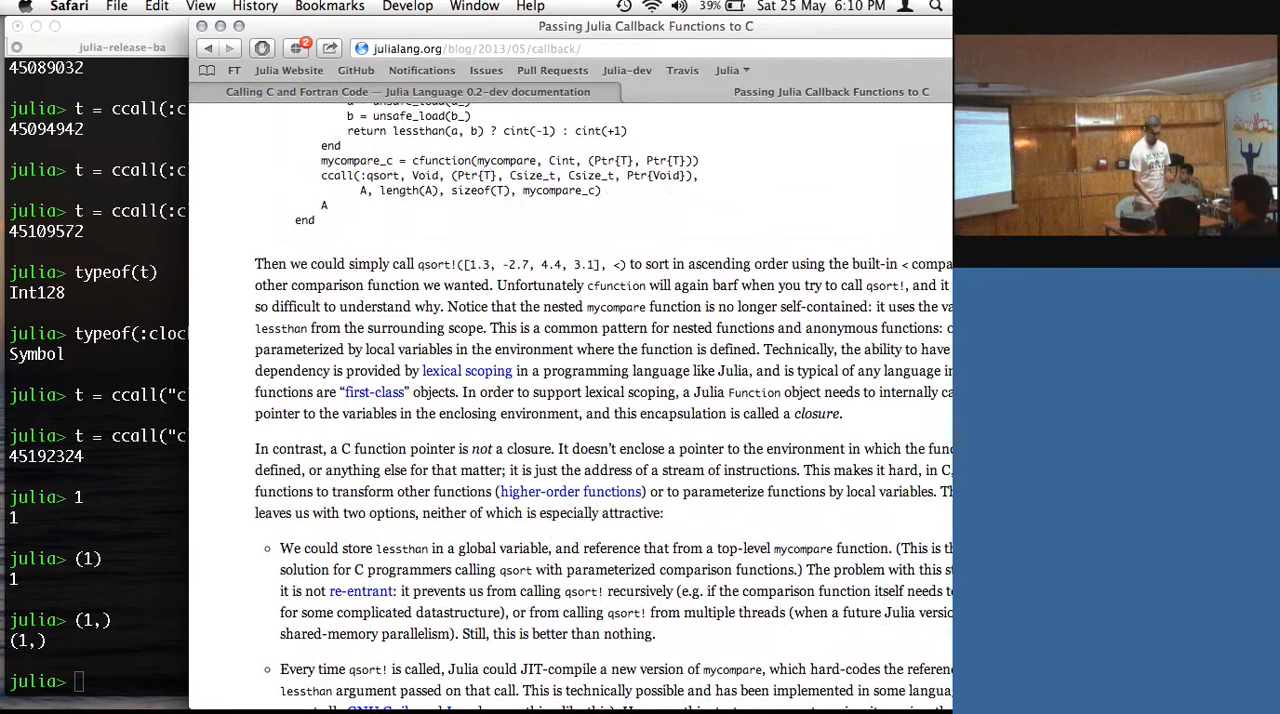 Safari File Edit View History Bookmarks Develop Window Help 39% Sat 25 May 6:10 PM
julia-release-ba
Passing Julia Callback Functions to C
2
julialang.org/blog/2013/05/callback/
FT Julia Website GitHub Notifications Issues Pull Requests Julia-dev Travis Julia
Calling C and Fortran Code — Julia Language 0.2-dev documentation
Passing Julia Callback Functions to C
45089032
julia> t = ccall(:cl
45094942
julia> t = ccall(:cl
julia> t = ccall(:cl
45109572
julia> typeof(t)
Int128
julia> typeof(:cloc
Symbol
julia> t = ccall("c
julia> t = ccall("c
45192324
julia> 1
1
julia> (1)
1
julia> (1,)
(1,)
julia>
a = unsafe_load(a_)
b = unsafe_load(b_)
return lessthan(a, b) ? cint(-1) : cint(+1)
end
mycompare_c = cfunction(mycompare, Cint, (Ptr{T}, Ptr{T}))
ccall(:qsort, Void, (Ptr{T}, Csize_t, Csize_t, Ptr{Void}),
A, length(A), sizeof(T), mycompare_c)
A
end
Then we could simply call qsort!([1.3, -2.7, 4.4, 3.1], <) to sort in ascending order using the built-in < compa
other comparison function we wanted. Unfortunately cfunction will again barf when you try to call qsort!, and it
so difficult to understand why. Notice that the nested mycompare function is no longer self-contained: it uses the va
lessthan from the surrounding scope. This is a common pattern for nested functions and anonymous functions: o
parameterized by local variables in the environment where the function is defined. Technically, the ability to have
dependency is provided by lexical scoping in a programming language like Julia, and is typical of any language in
functions are “first-class” objects. In order to support lexical scoping, a Julia Function object needs to internally ca
pointer to the variables in the enclosing environment, and this encapsulation is called a closure.
In contrast, a C function pointer is not a closure. It doesn’t enclose a pointer to the environment in which the func
defined, or anything else for that matter; it is just the address of a stream of instructions. This makes it hard, in C,
functions to transform other functions (higher-order functions) or to parameterize functions by local variables. Th
leaves us with two options, neither of which is especially attractive:
We could store lessthan in a global variable, and reference that from a top-level mycompare function. (This is th
solution for C programmers calling qsort with parameterized comparison functions.) The problem with this st
it is not re-entrant: it prevents us from calling qsort! recursively (e.g. if the comparison function itself needs to
for some complicated datastructure), or from calling qsort! from multiple threads (when a future Julia versio
shared-memory parallelism). Still, this is better than nothing.
Every time qsort! is called, Julia could JIT-compile a new version of mycompare, which hard-codes the referenc
lessthan argument passed on that call. This is technically possible and has been implemented in some languag